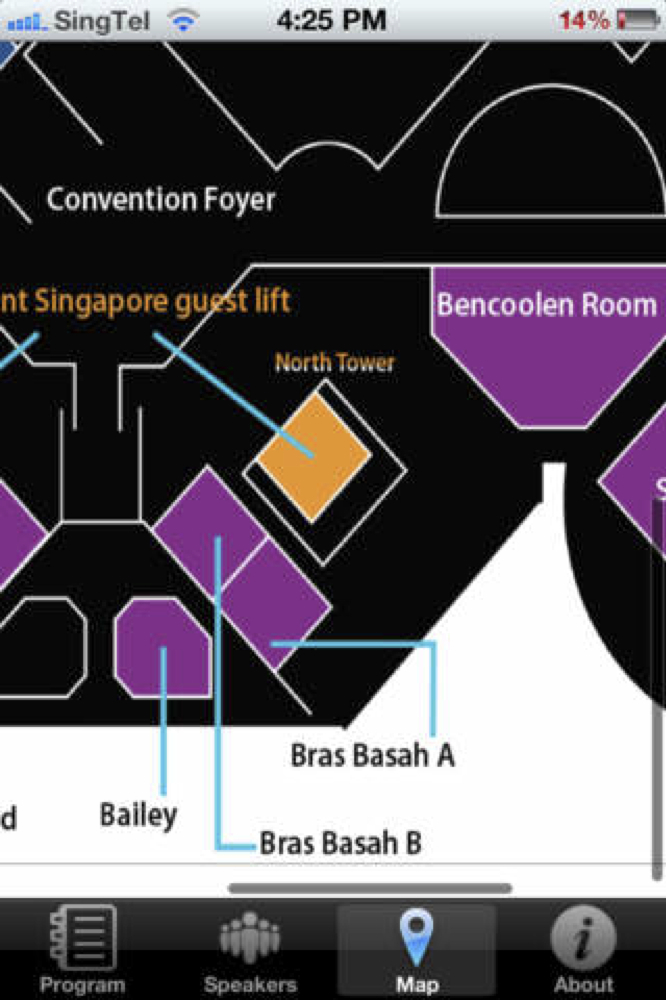 SingTel 4:25 PM 14%
Convention Foyer
nt Singapore guest lift
Bencoolen Room
North Tower
S
Bras Basah A
d
Bailey
Bras Basah B
Program
Speakers
Map
About